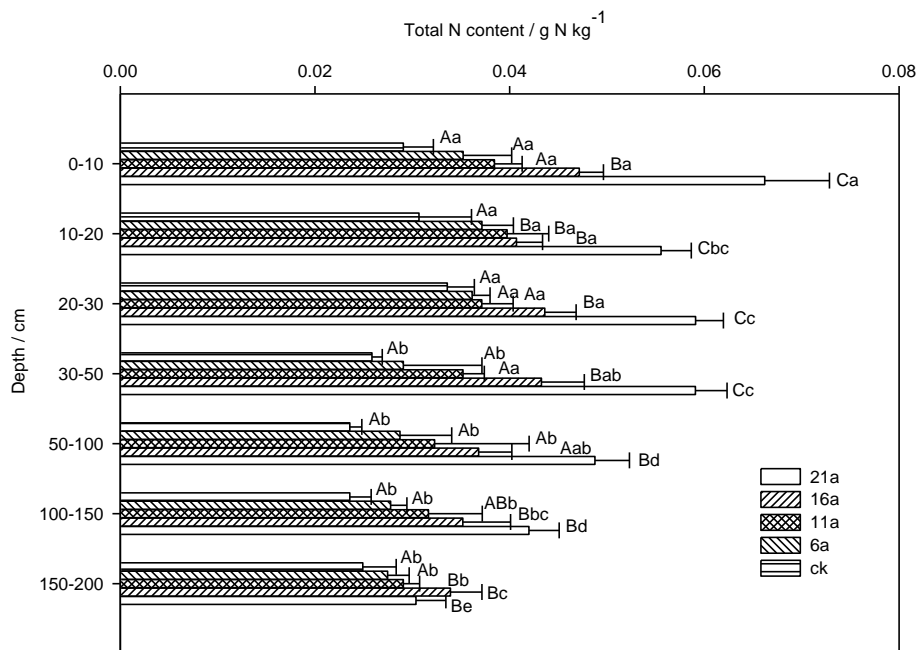 Total N content / g N kg-1
0.00 0.02 0.04 0.06 0.08
Depth / cm
0-10
Aa
Aa
Aa
Ba
Ca
10-20
Aa
Ba
Ba
Ba
Cbc
20-30
Aa
Aa
Aa
Ba
Cc
30-50
Ab
Ab
Aa
Bab
Cc
50-100
Ab
Ab
Ab
Aab
Bd
100-150
Ab
Ab
ABb
Bbc
Bd
150-200
Ab
Ab
Bb
Bc
Be
21a
16a
11a
6a
ck